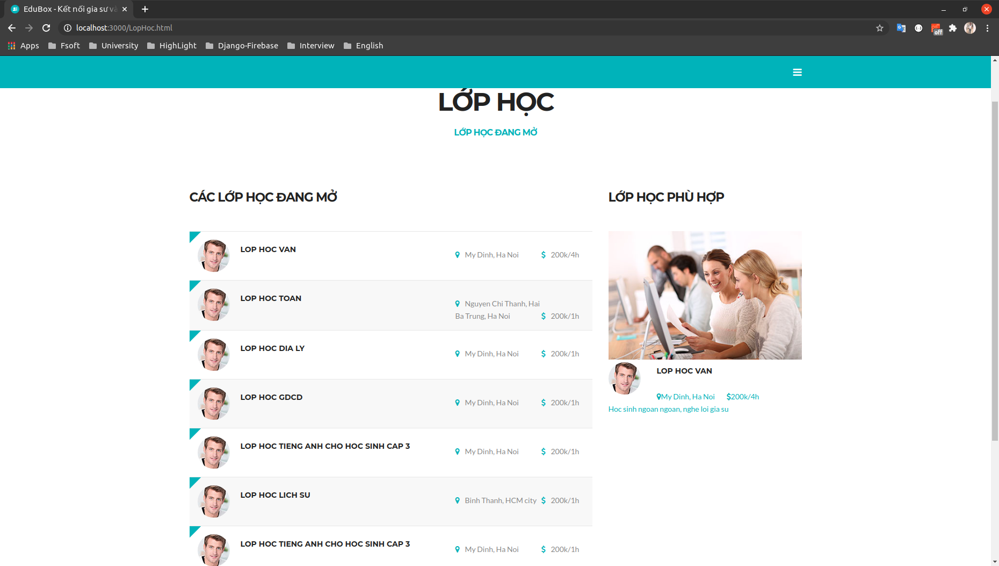 EduBox - Kết nối gia sư và
localhost:3000/LopHoc.html
off
Apps Fsoft University HighLight Django-Firebase Interview English
LỚP HỌC
LỚP HỌC ĐANG MỞ
CÁC LỚP HỌC ĐANG MỞ
LOP HOC VAN My Dinh, Ha Noi $ 200k/4h
LOP HOC TOAN Nguyen Chi Thanh, Hai
Ba Trung, Ha Noi $ 200k/1h
LOP HOC DIA LY My Dinh, Ha Noi $ 200k/1h
LOP HOC GDCD My Dinh, Ha Noi $ 200k/1h
LOP HOC TIENG ANH CHO HOC SINH CAP 3 My Dinh, Ha Noi $ 200k/1h
LOP HOC LICH SU Binh Thanh, HCM city $ 200k/1h
LOP HOC TIENG ANH CHO HOC SINH CAP 3 My Dinh, Ha Noi $ 200k/1h
LỚP HỌC PHÙ HỢP
LOP HOC VAN
My Dinh, Ha Noi $200k/4h
Hoc sinh ngoan ngoan, nghe loi gia su